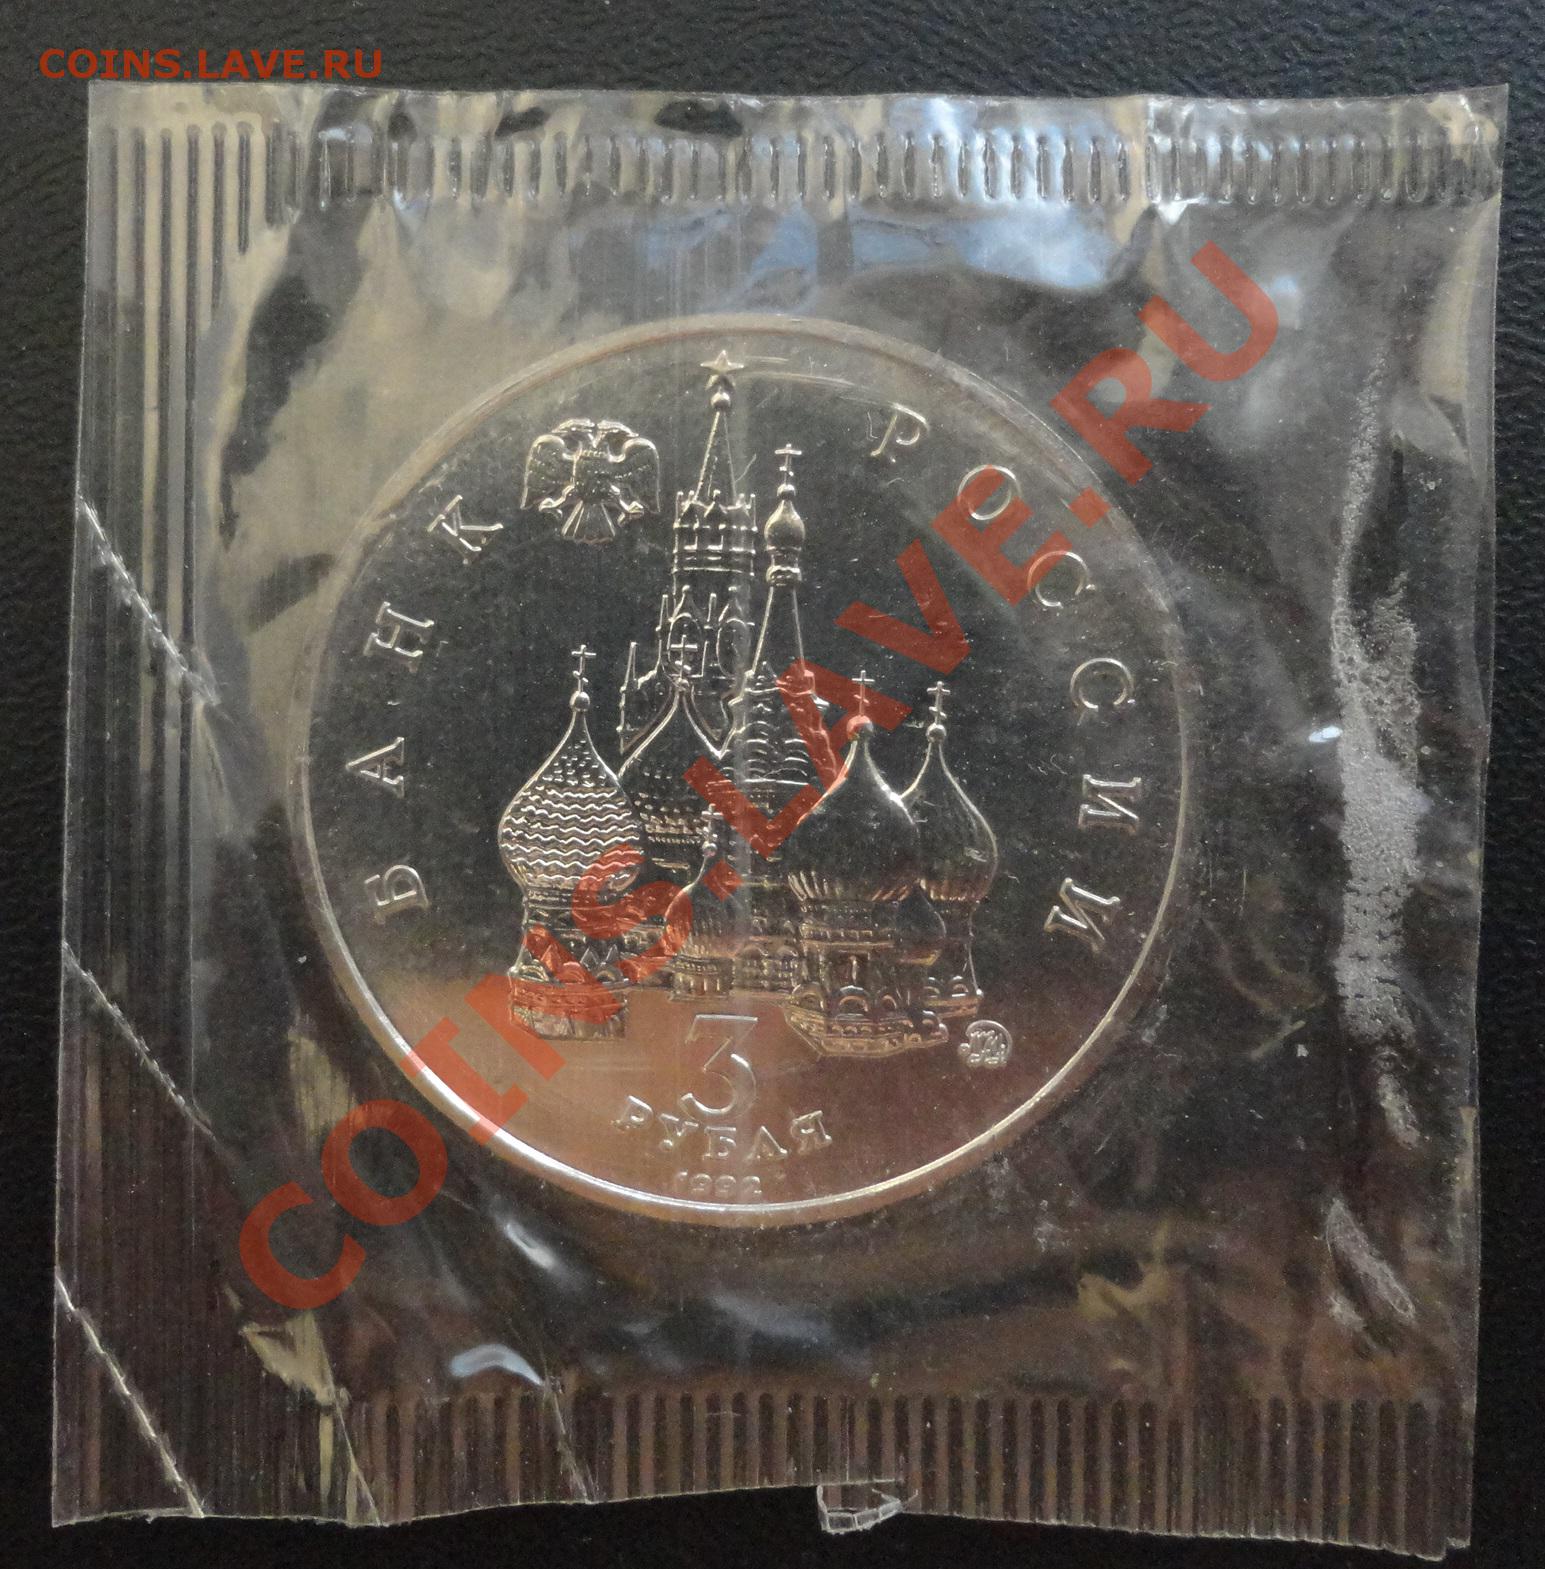 COINS.LAVE.RU
БАНК РОССИИ
3
РУБЛЯ
1992
COINS.LAVE.RU